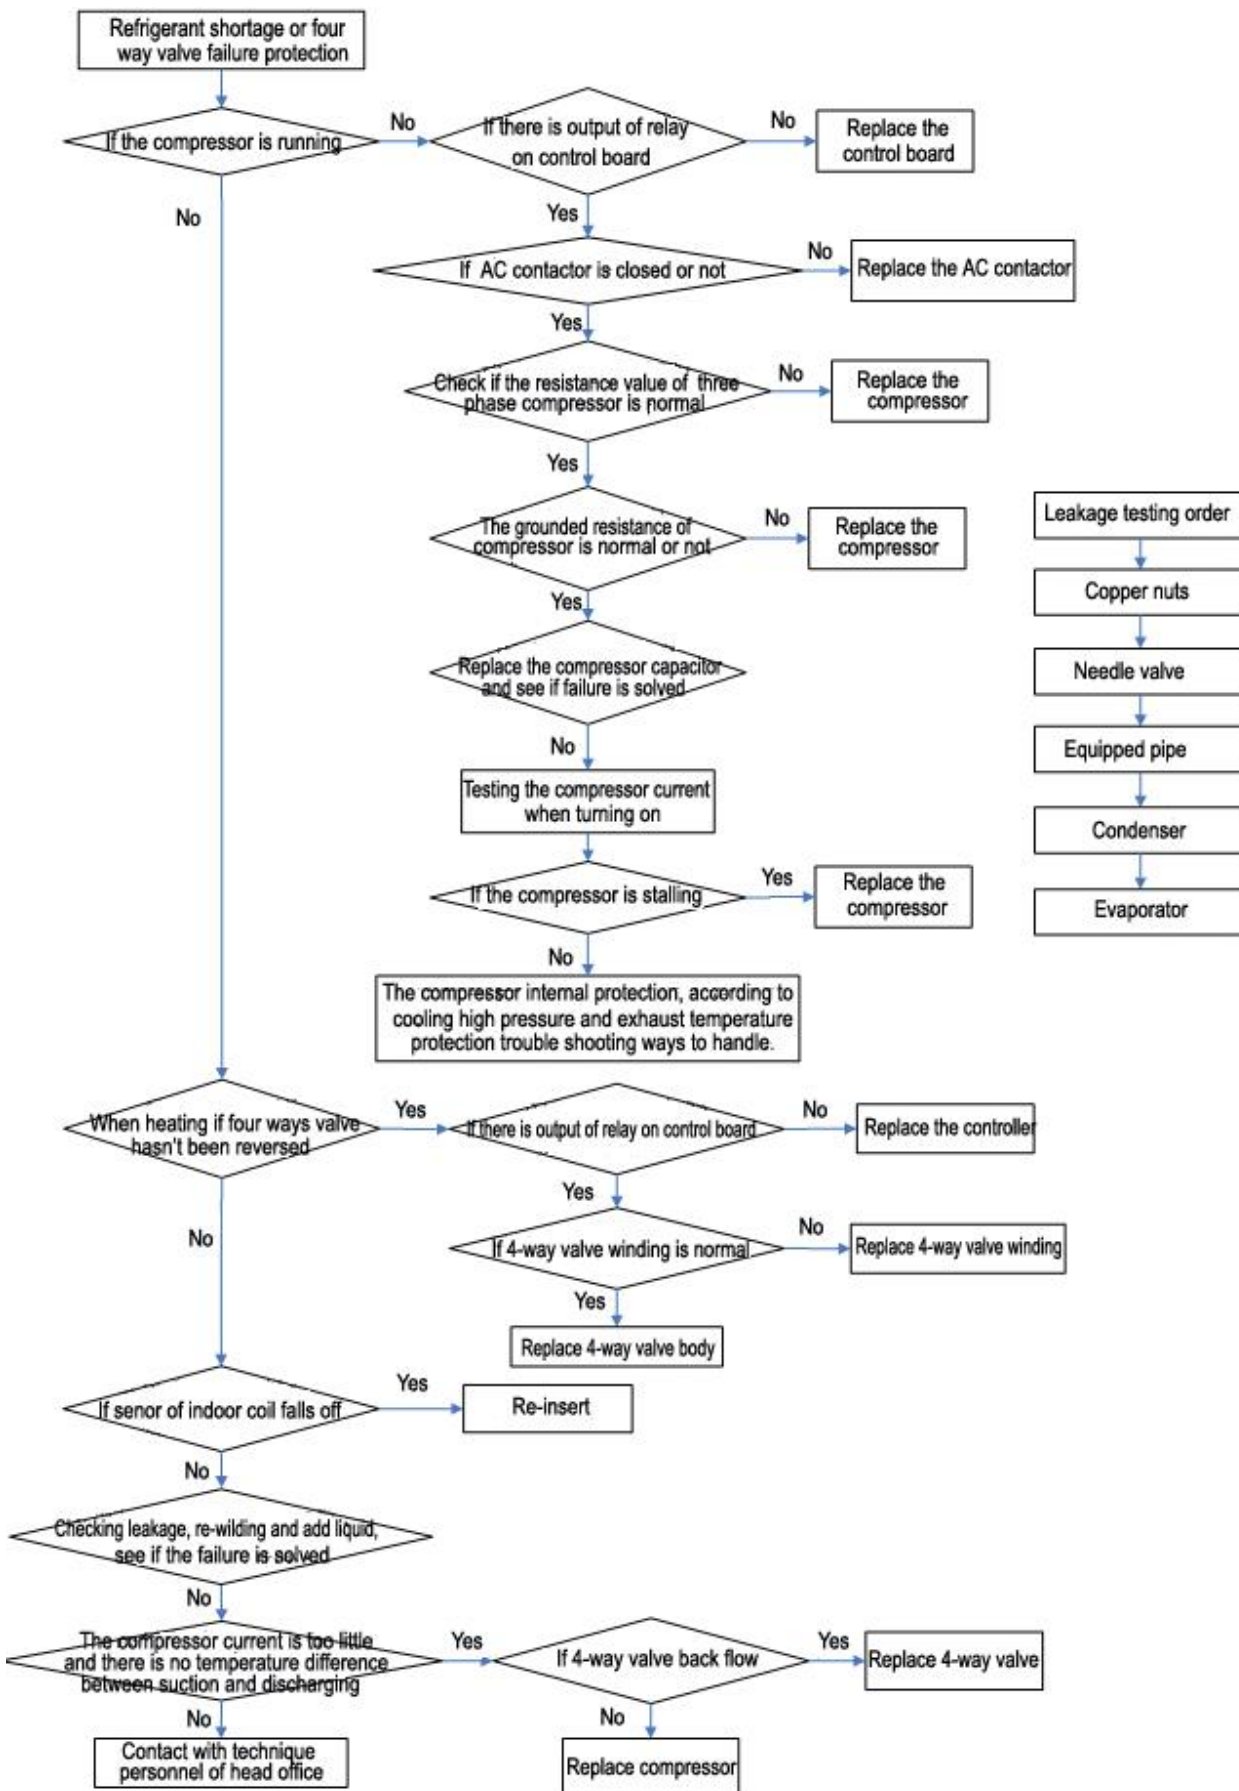 Refrigerant shortage or four
way valve failure protection
If the compressor is running
No
If there is output of relay
on control board
No
Replace the
control board
No
Yes
If AC contactor is closed or not
No
Replace the AC contactor
Yes
Check if the resistance value of three
phase compressor is normal
No
Replace the
compressor
Yes
The grounded resistance of
compressor is normal or not
No
Replace the
compressor
Yes
Replace the compressor capacitor
and see if failure is solved
No
Testing the compressor current
when turning on
If the compressor is stalling
Yes
Replace the
compressor
No
The compressor internal protection, according to
cooling high pressure and exhaust temperature
protection trouble shooting ways to handle.
Leakage testing order
Copper nuts
Needle valve
Equipped pipe
Condenser
Evaporator
When heating if four ways valve
hasn't been reversed
Yes
If there is output of relay on control board
No
Replace the controller
Yes
No
If 4-way valve winding is normal
No
Replace 4-way valve winding
Yes
Replace 4-way valve body
If senor of indoor coil falls off
Yes
Re-insert
No
Checking leakage, re-wilding and add liquid,
see if the failure is solved
No
The compressor current is too little
and there is no temperature difference
between suction and discharging
Yes
If 4-way valve back flow
Yes
Replace 4-way valve
No
No
Contact with technique
personnel of head office
Replace compressor